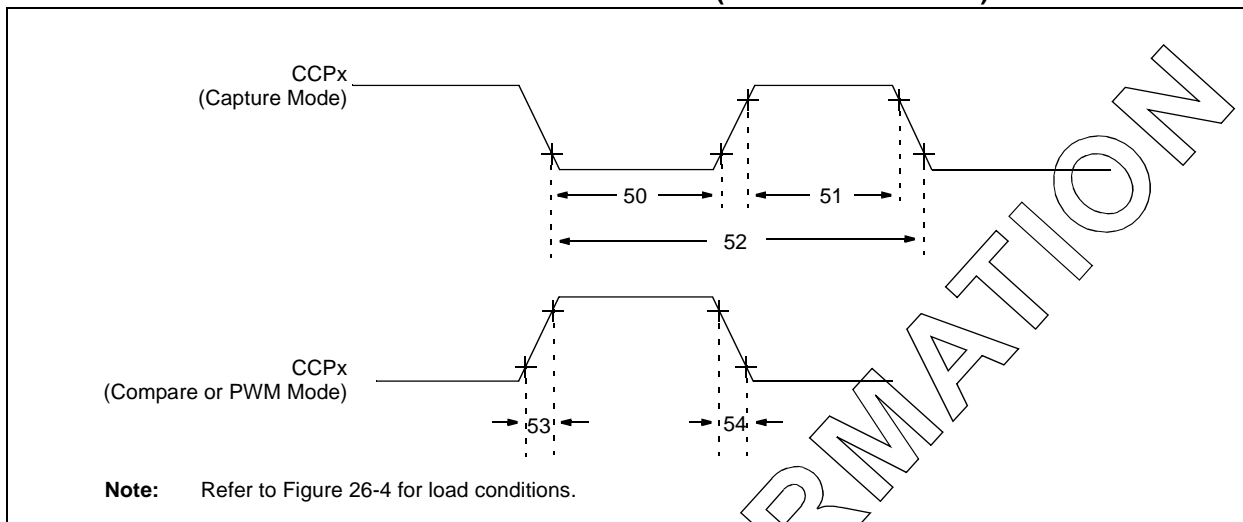 CCPx
(Capture Mode)
50
51
52
CCPx
(Compare or PWM Mode)
53
54
Note: Refer to Figure 26-4 for load conditions.
RMATION